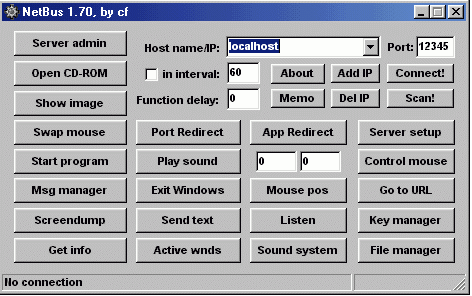 NetBus 1.70, by cf
Server admin Host name/IP: localhost Port: 12345
Open CD-ROM in interval: 60 About Add IP Connect!
Show image Function delay: 0 Memo Del IP Scan!
Swap mouse Port Redirect App Redirect Server setup
Start program Play sound 0 0 Control mouse
Msg manager Exit Windows Mouse pos Go to URL
Screendump Send text Listen Key manager
Get info Active wnds Sound system File manager
No connection